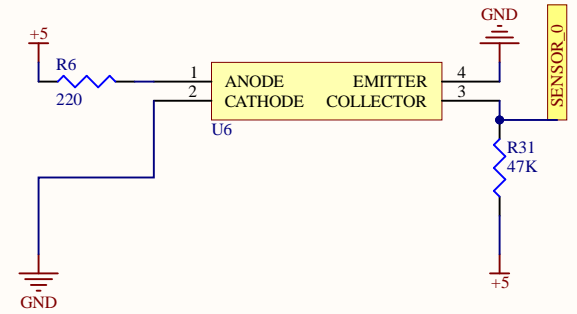 +5
GND
R6
220
1
2
ANODE
CATHODE
EMITTER
COLLECTOR
4
3
U6
SENSOR_0
R31
47K
GND
+5